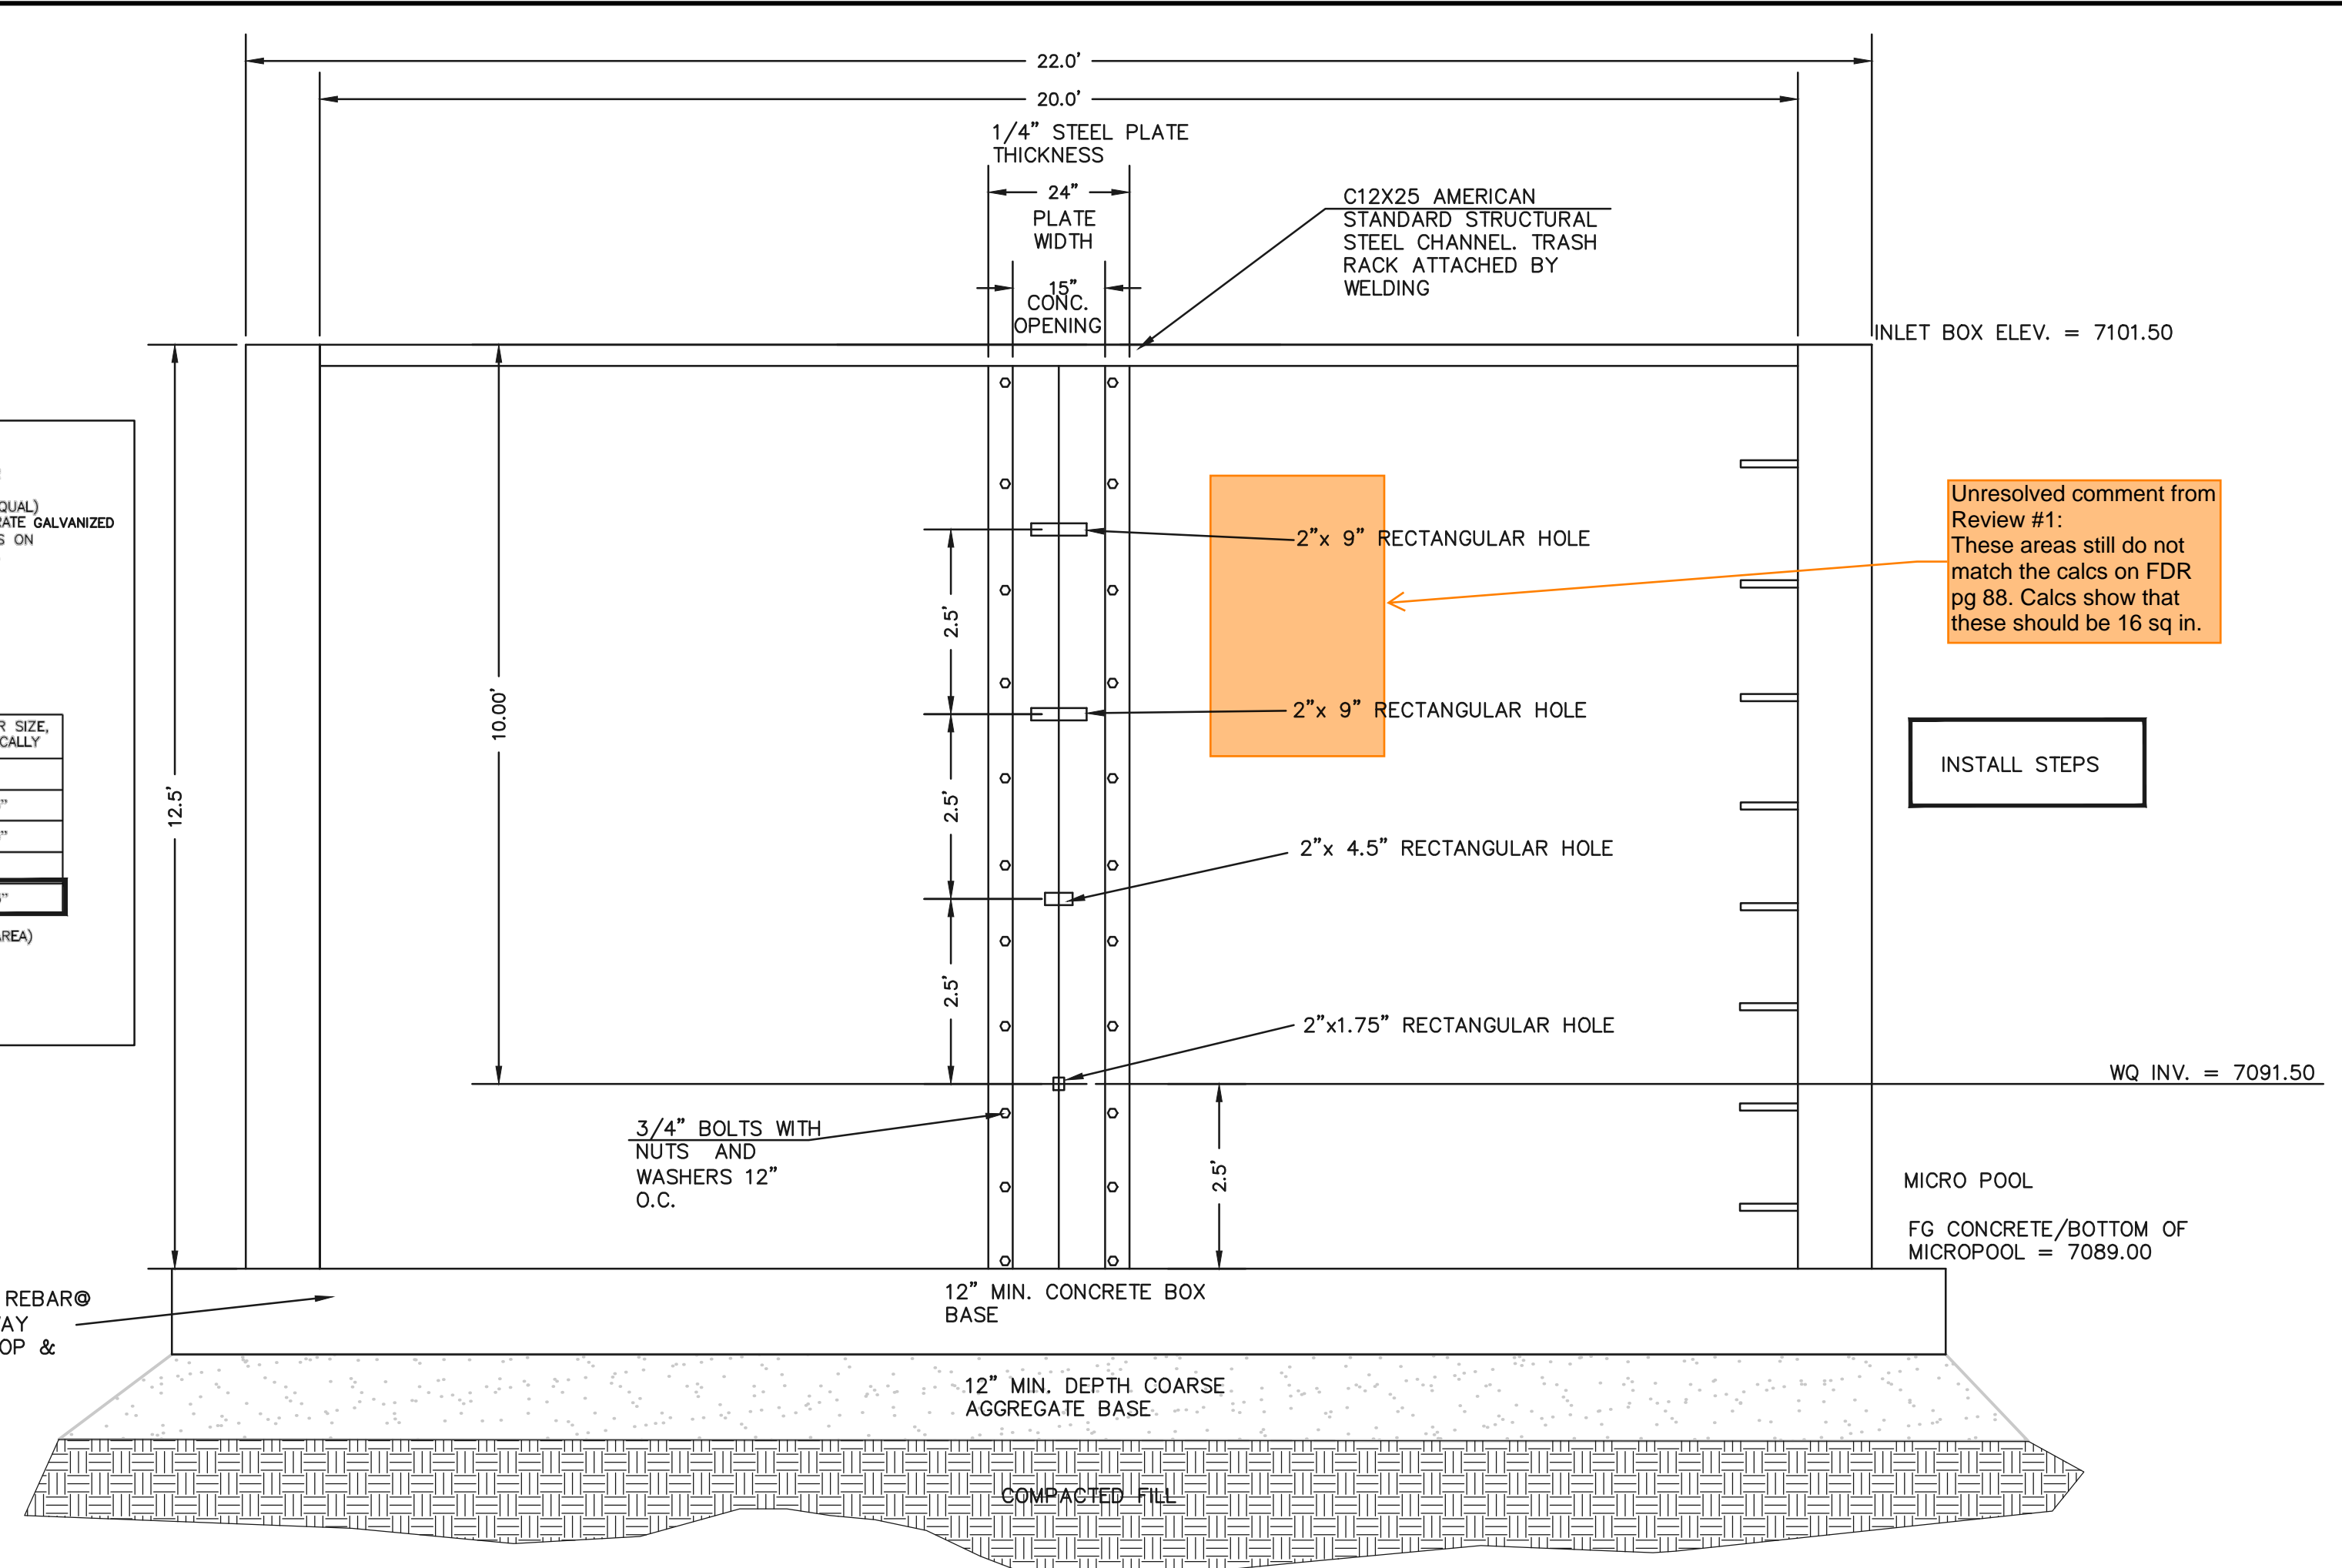 22.0'
20.0'
1/4" STEEL PLATE
THICKNESS
24"
PLATE
WIDTH
15"
CONC.
OPENING
C12X25 AMERICAN
STANDARD STRUCTURAL
STEEL CHANNEL. TRASH
RACK ATTACHED BY
WELDING
INLET BOX ELEV. = 7101.50
QUAL)
GALVANIZED
S ON
R SIZE,
CALLY
AREA)
12.5'
10.00'
2.5'
2.5'
2.5'
2"x 9" RECTANGULAR HOLE
2"x 9" RECTANGULAR HOLE
2"x 4.5" RECTANGULAR HOLE
2"x1.75" RECTANGULAR HOLE
Unresolved comment from
Review #1:
These areas still do not
match the calcs on FDR
pg 88. Calcs show that
these should be 16 sq in.
INSTALL STEPS
WQ INV. = 7091.50
3/4" BOLTS WITH
NUTS AND
WASHERS 12"
O.C.
2.5'
MICRO POOL
FG CONCRETE/BOTTOM OF
MICROPOOL = 7089.00
REBAR@
OP &
12" MIN. CONCRETE BOX
BASE
12" MIN. DEPTH COARSE
AGGREGATE BASE
COMPACTED FILL